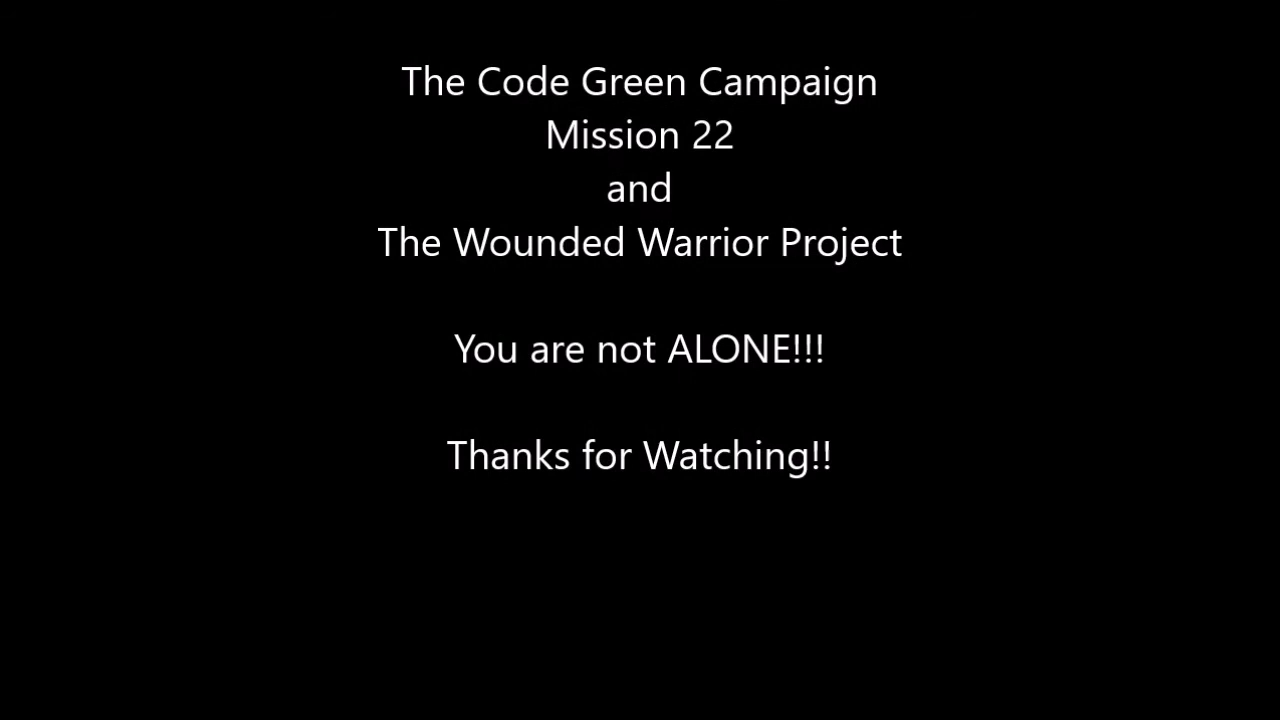 The Code Green Campaign
Mission 22
and
The Wounded Warrior Project
You are not ALONE!!!
Thanks for Watching!!